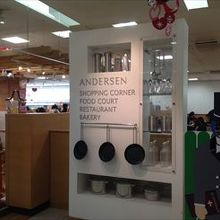 ANDERSEN
SHOPPING CORNER
FOOD COURT
RESTAURANT
BAKERY